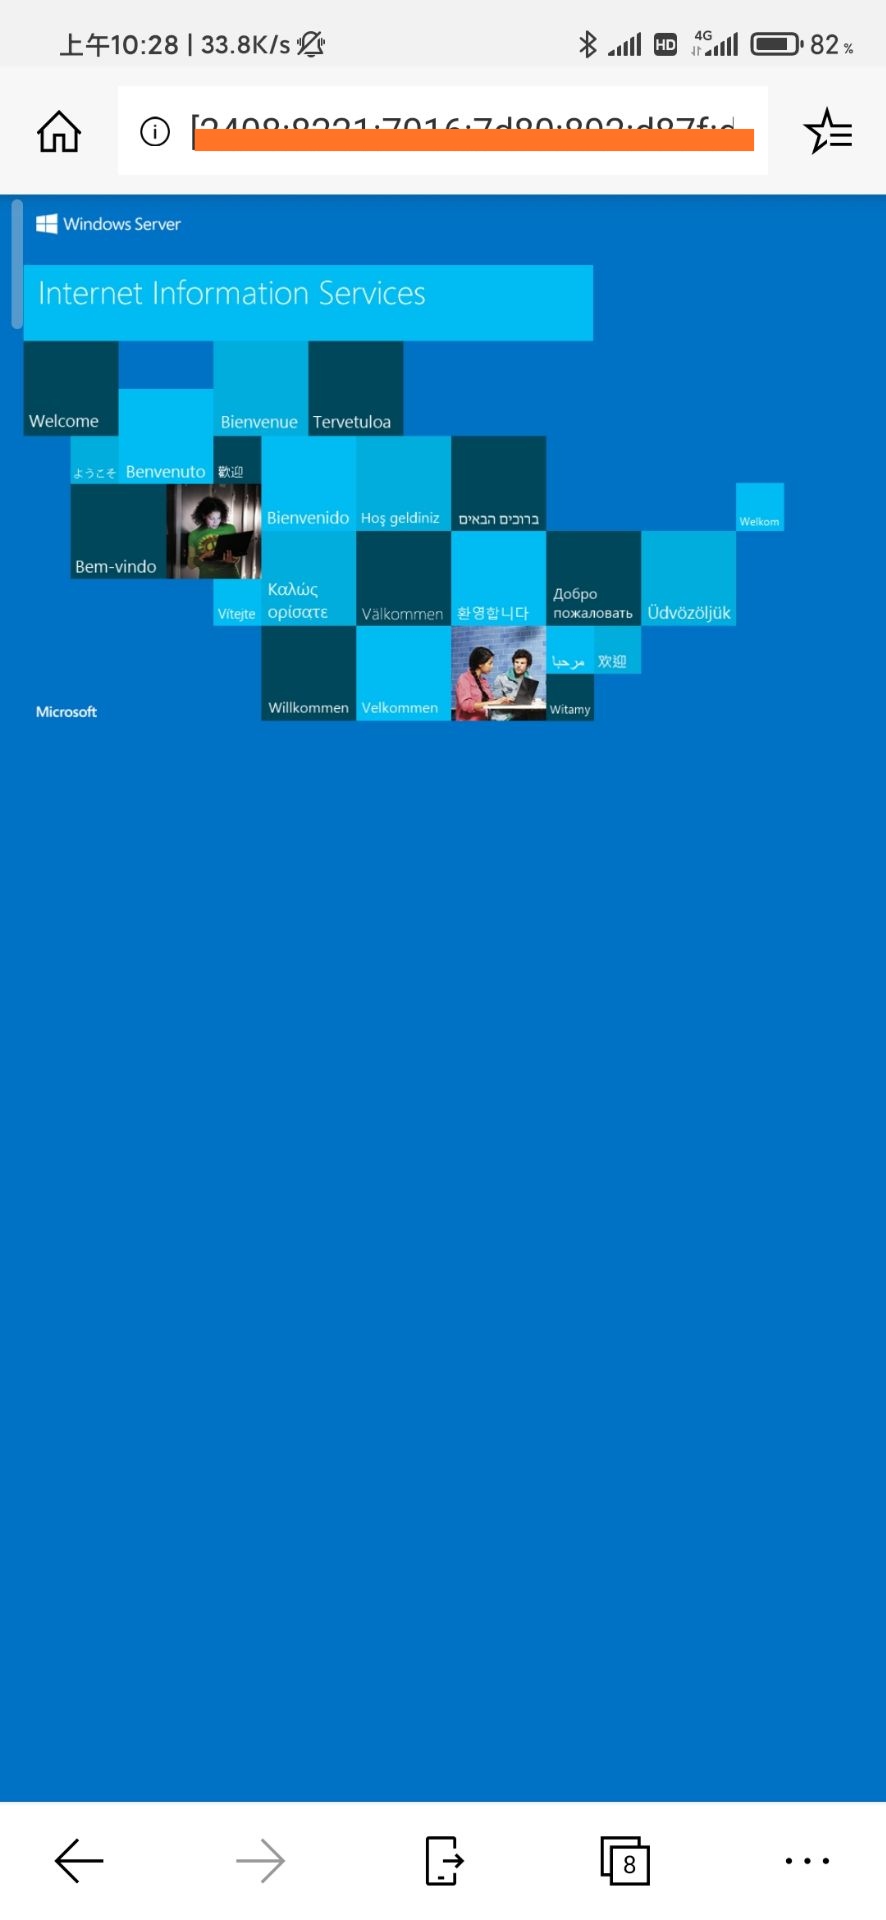 上午10:28 | 33.8K/s
HD
4G
82 %
Windows Server
Internet Information Services
Welcome
Bienvenue
Tervetuloa
ようこそ
Benvenuto
歡迎
Bienvenido
Hoş geldiniz
ברוכים הבאים
Welkom
Bem-vindo
Vítejte
Καλώς
ορίσατε
Välkommen
환영합니다
Добро
пожаловать
Üdvözöljük
Microsoft
Willkommen
Velkommen
مرحبا
欢迎
Witamy
8